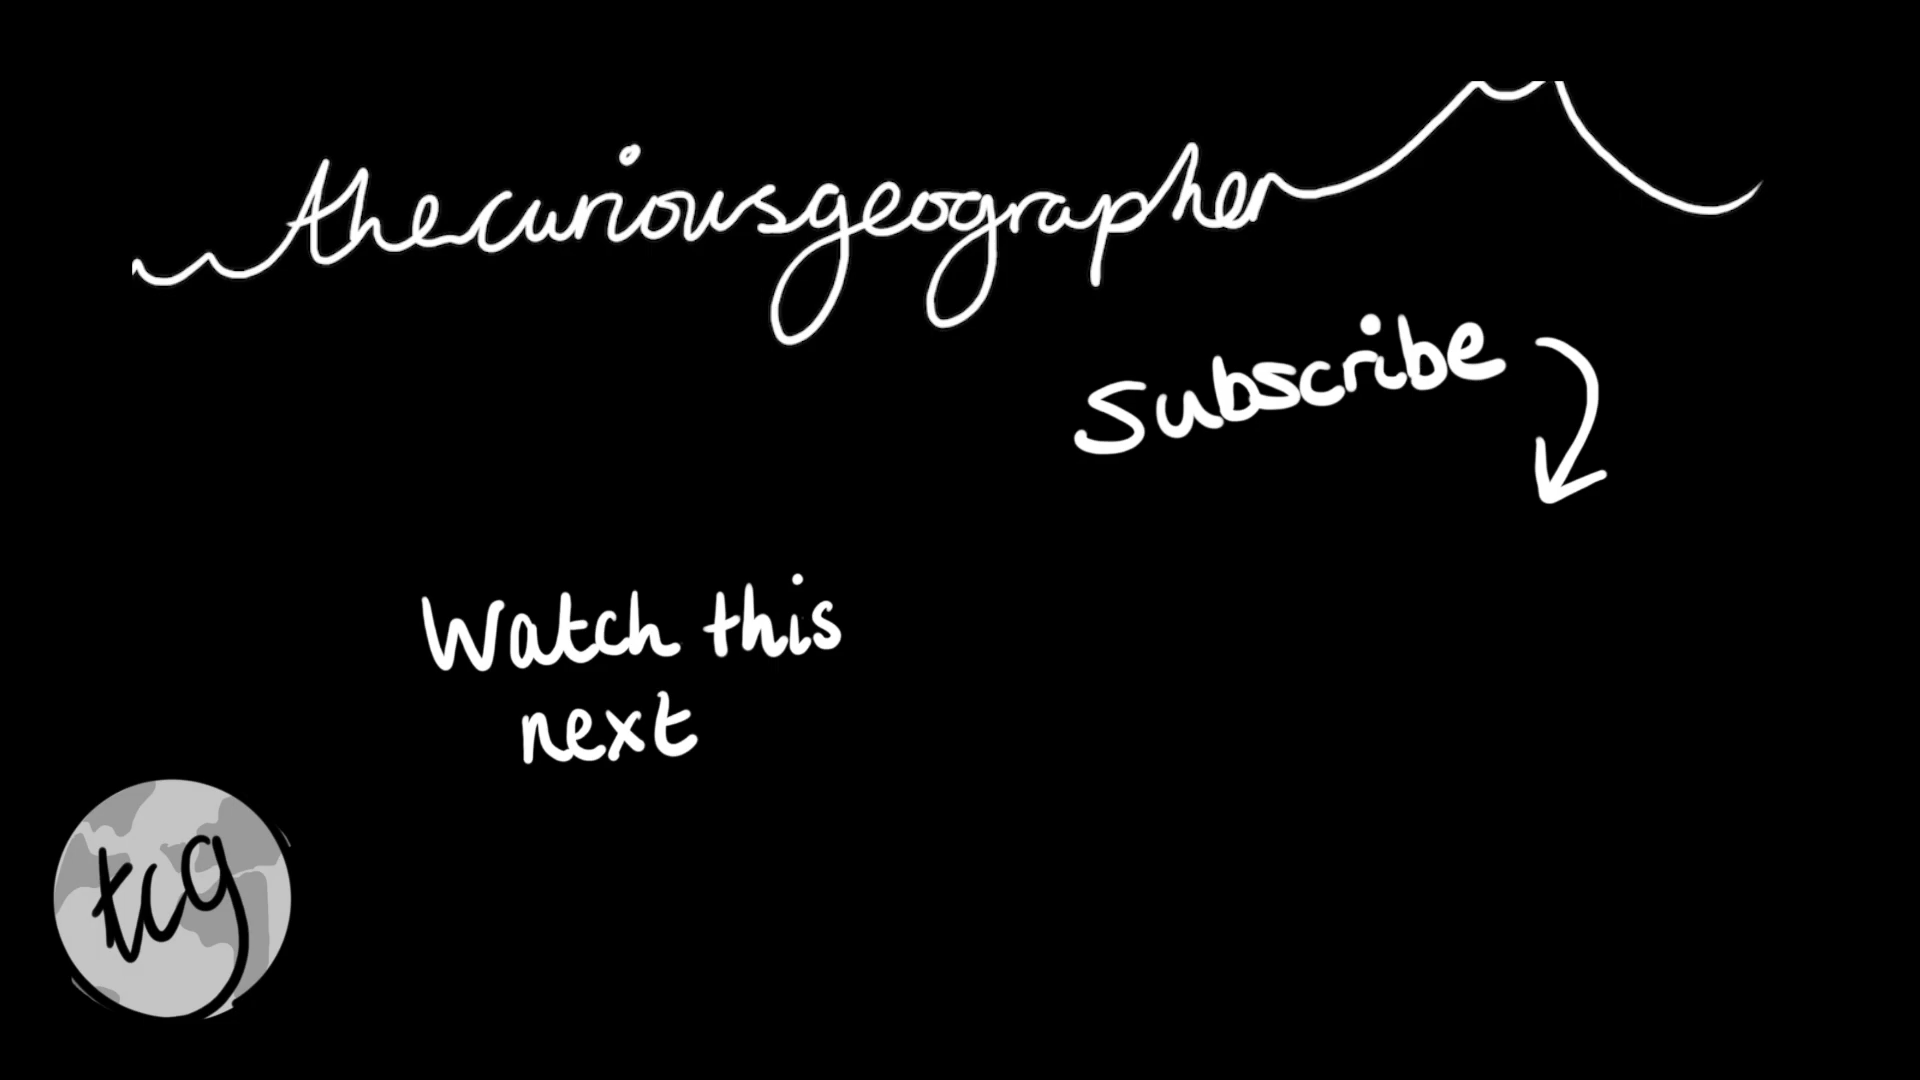 thecuriousgeographer
Subscribe
Watch this
next
tcg